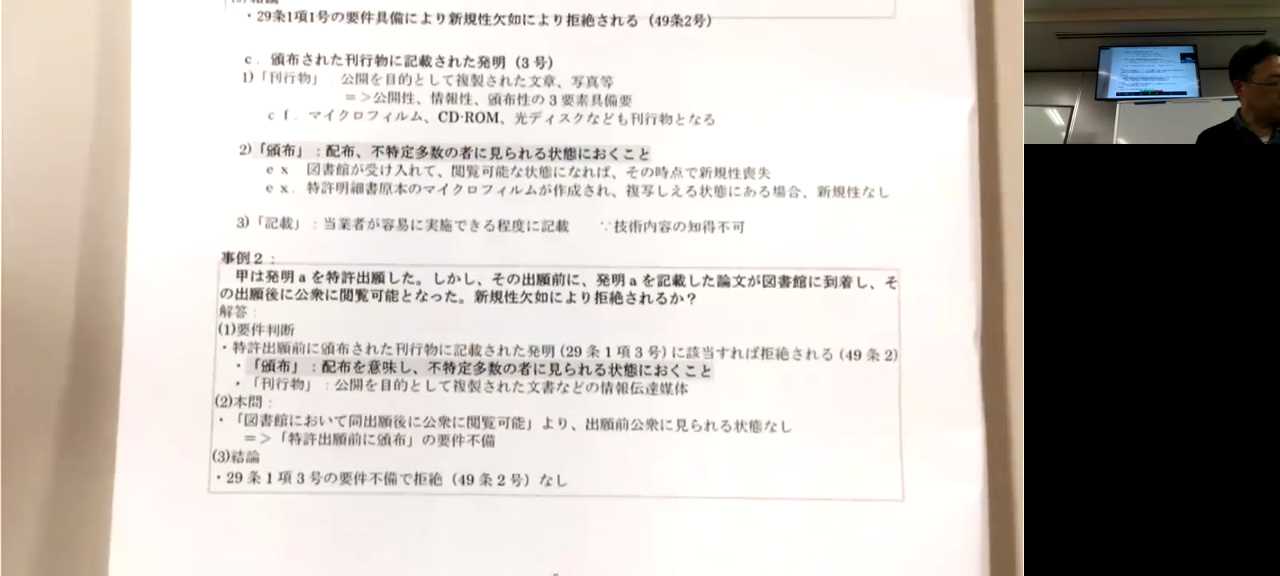 ・29条1項1号の要件具備により新規性欠如により拒絶される（49条2号）
c．頒布された刊行物に記載された発明（3号）
1)「刊行物」：公開を目的として複製された文章、写真等
＝＞公開性、情報性、頒布性の3要素具備要
ｃｆ．マイクロフィルム、CD-ROM、光ディスクなども刊行物となる
2)「頒布」：配布、不特定多数の者に見られる状態におくこと
ｅｘ　図書館が受け入れて、閲覧可能な状態になれば、その時点で新規性喪失
ｅｘ．特許明細書原本のマイクロフィルムが作成され、複写しえる状態にある場合、新規性なし
3)「記載」：当業者が容易に実施できる程度に記載　　∵技術内容の知得不可
事例2：
甲は発明aを特許出願した。しかし、その出願前に、発明aを記載した論文が図書館に到着し、そ
の出願後に公衆に閲覧可能となった。新規性欠如により拒絶されるか？
解答：
(1)要件判断
・特許出願前に頒布された刊行物に記載された発明(29条1項3号)に該当すれば拒絶される(49条2)
・「頒布」：配布を意味し、不特定多数の者に見られる状態におくこと
・「刊行物」：公開を目的として複製された文書などの情報伝達媒体
(2)本問：
・「図書館において同出願後に公衆に閲覧可能」より、出願前公衆に見られる状態なし
＝＞「特許出願前に頒布」の要件不備
(3)結論
・29条1項3号の要件不備で拒絶（49条2号）なし